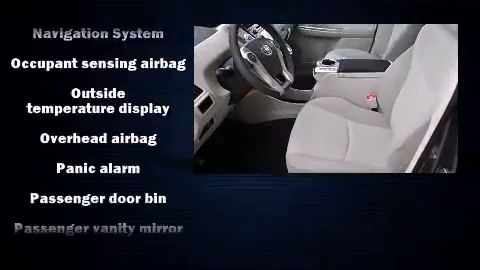 Navigation System
Occupant sensing airbag
Outside
temperature display
Overhead airbag
Panic alarm
Passenger door bin
Passenger vanity mirror